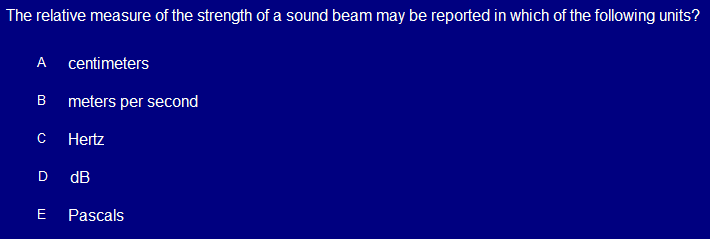 The relative measure of the strength of a sound beam may be reported in which of the following units?
A centimeters
B meters per second
C Hertz
D dB
E Pascals